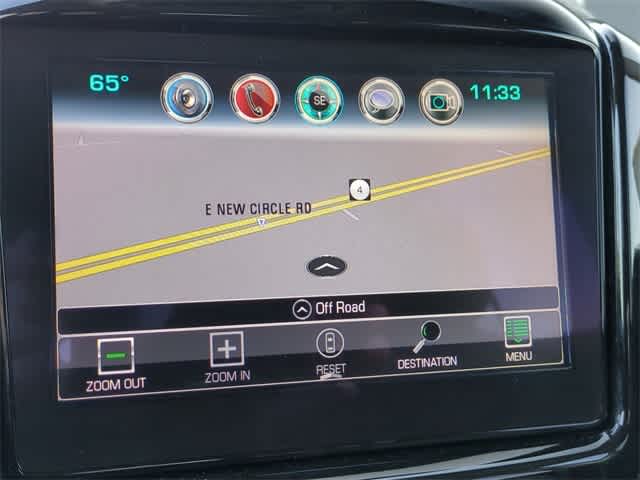 65°
SE
11:33
4
E NEW CIRCLE RD
Off Road
ZOOM OUT
ZOOM IN
RESET
DESTINATION
MENU